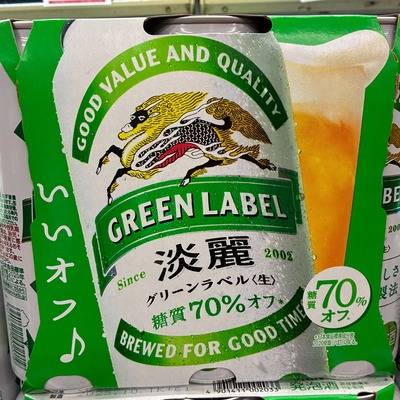 GOOD VALUE AND QUALITY
GREEN LABEL
Since 2002
淡麗
グリーンラベル〈生〉
糖質70%オフ*
BREWED FOR GOOD TIME
いいオフ♪
糖質
70%
オフ*
4901411002033
発泡酒